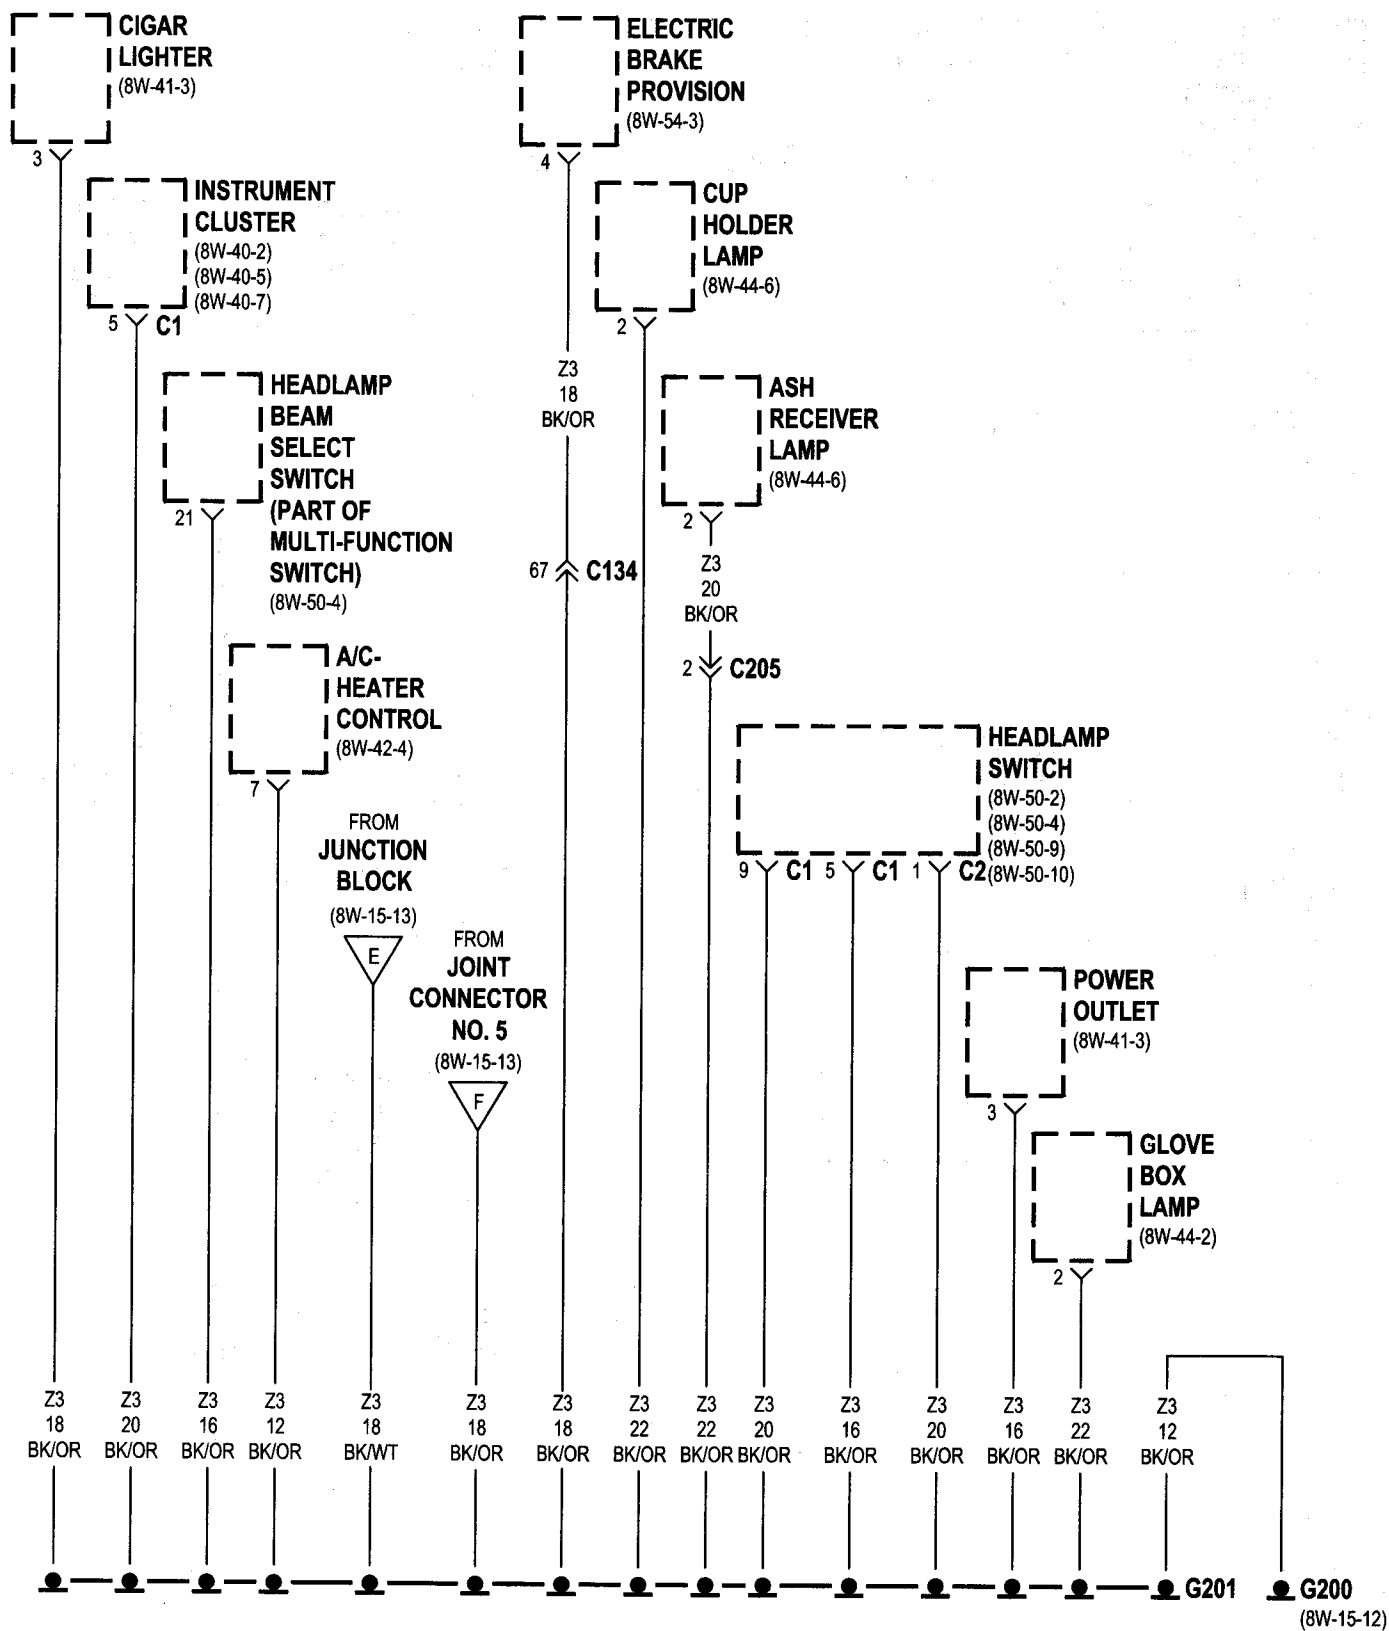 CIGAR
LIGHTER
(8W-41-3)
3
ELECTRIC
BRAKE
PROVISION
(8W-54-3)
4
INSTRUMENT
CLUSTER
(8W-40-2)
(8W-40-5)
(8W-40-7)
5 C1
CUP
HOLDER
LAMP
(8W-44-6)
2
Z3
18
BK/OR
HEADLAMP
BEAM
SELECT
SWITCH
(PART OF
MULTI-FUNCTION
SWITCH)
(8W-50-4)
21
ASH
RECEIVER
LAMP
(8W-44-6)
2
Z3
20
BK/OR
67 C134
2 C205
A/C-
HEATER
CONTROL
(8W-42-4)
7
HEADLAMP
SWITCH
(8W-50-2)
(8W-50-4)
(8W-50-9)
(8W-50-10)
9 C1 5 C1 1 C2
FROM
JUNCTION
BLOCK
(8W-15-13)
E
FROM
JOINT
CONNECTOR
NO. 5
(8W-15-13)
F
POWER
OUTLET
(8W-41-3)
3
GLOVE
BOX
LAMP
(8W-44-2)
2
Z3 Z3 Z3 Z3 Z3 Z3 Z3 Z3 Z3 Z3 Z3 Z3 Z3 Z3 Z3
18 20 16 12 18 18 18 22 22 20 16 20 16 22 12
BK/OR BK/OR BK/OR BK/OR BK/WT BK/OR BK/OR BK/OR BK/OR BK/OR BK/OR BK/OR BK/OR BK/OR BK/OR
G201 G200
(8W-15-12)